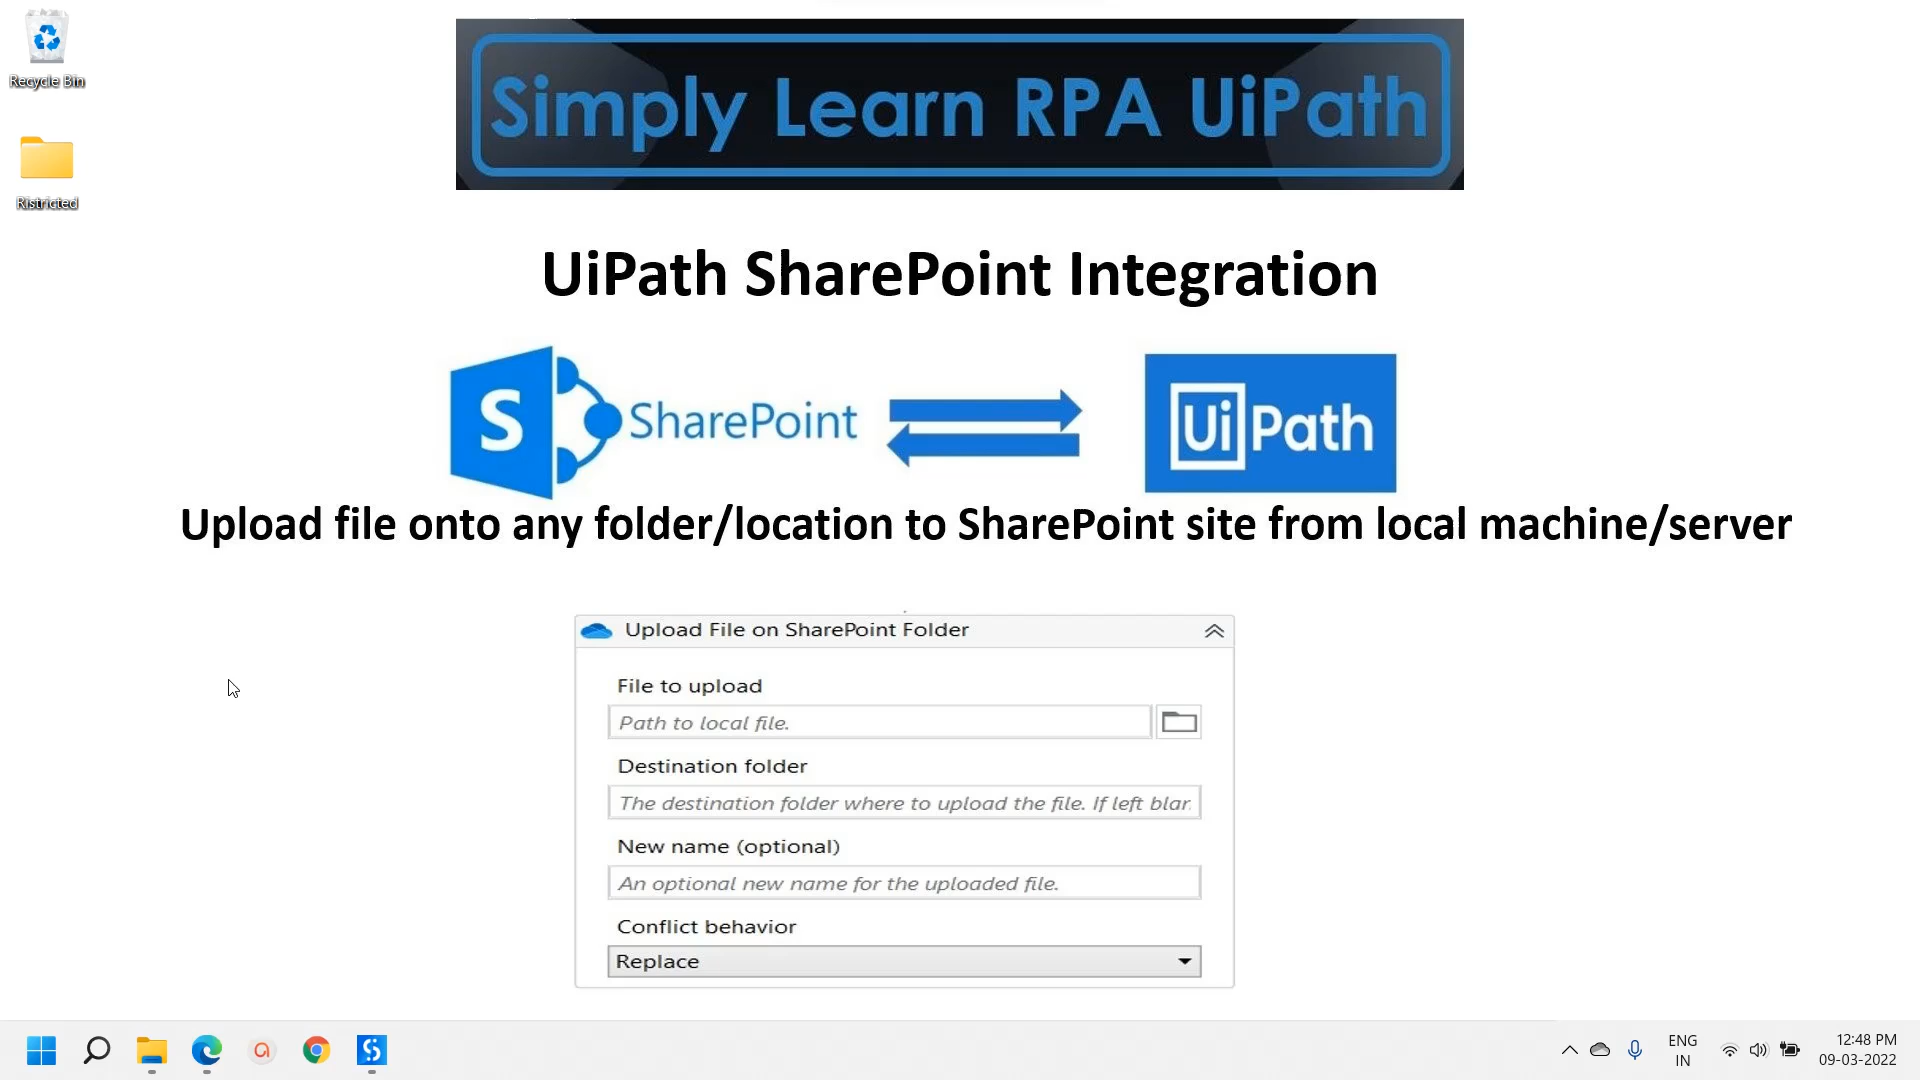 Recycle Bin
Ristricted
Simply Learn RPA UiPath
UiPath SharePoint Integration
S SharePoint
UiPath
Upload file onto any folder/location to SharePoint site from local machine/server
Upload File on SharePoint Folder
File to upload
Path to local file.
Destination folder
The destination folder where to upload the file. If left blar
New name (optional)
An optional new name for the uploaded file.
Conflict behavior
Replace
ENG
IN
12:48 PM
09-03-2022